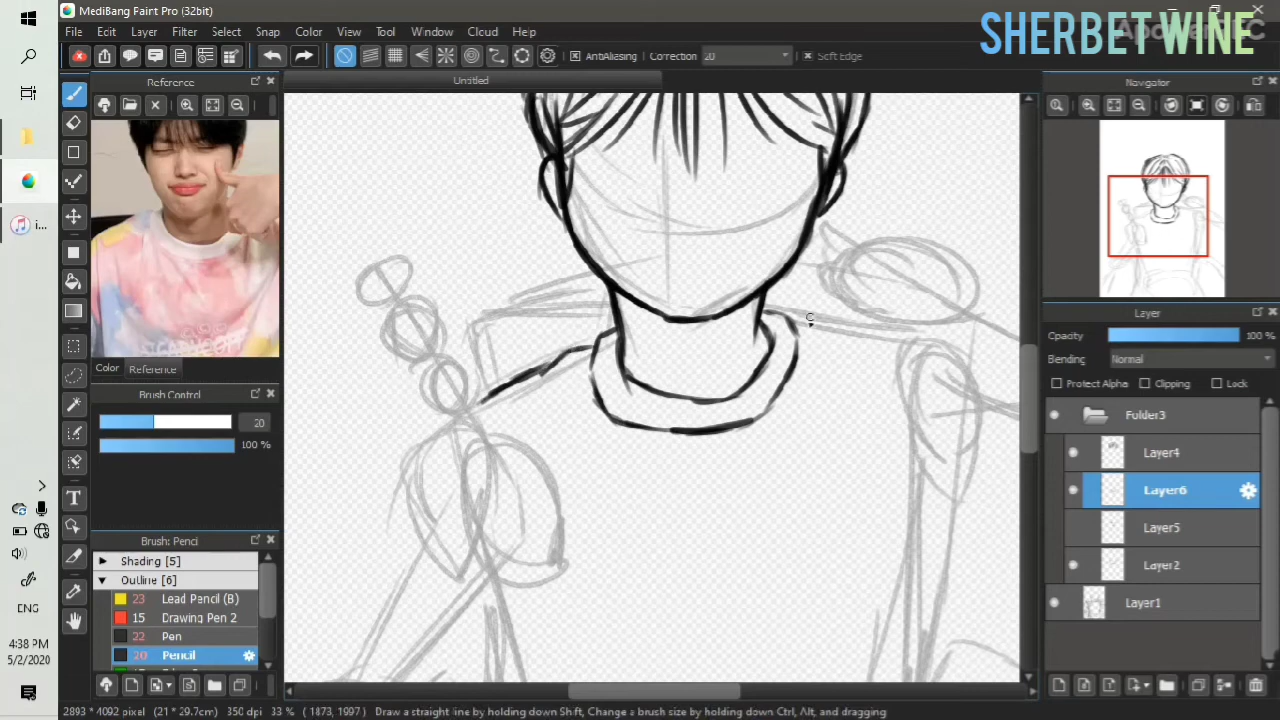 MediBang Paint Pro (32bit)
SHERBET WINE
File Edit Layer Filter Select Snap Color View Tool Window Cloud Help
AntiAliasing Correction 20 Soft Edge
Reference
Untitled
Navigator
Color Reference
Brush Control
20
100 %
Brush: Pencil
Shading [5]
Outline [6]
23 Lead Pencil (B)
15 Drawing Pen 2
22 Pen
20 Pencil
Layer
Opacity 100 %
Blending Normal
Protect Alpha Clipping Lock
Folder3
Layer4
Layer6
Layer5
Layer2
Layer1
i...
ENG
4:38 PM
5/2/2020
2893 * 4092 pixel (21 * 29.7cm) 350 dpi 33 % ( 1873, 1997 ) Draw a straight line by holding down Shift, Change a brush size by holding down Ctrl, Alt, and dragging